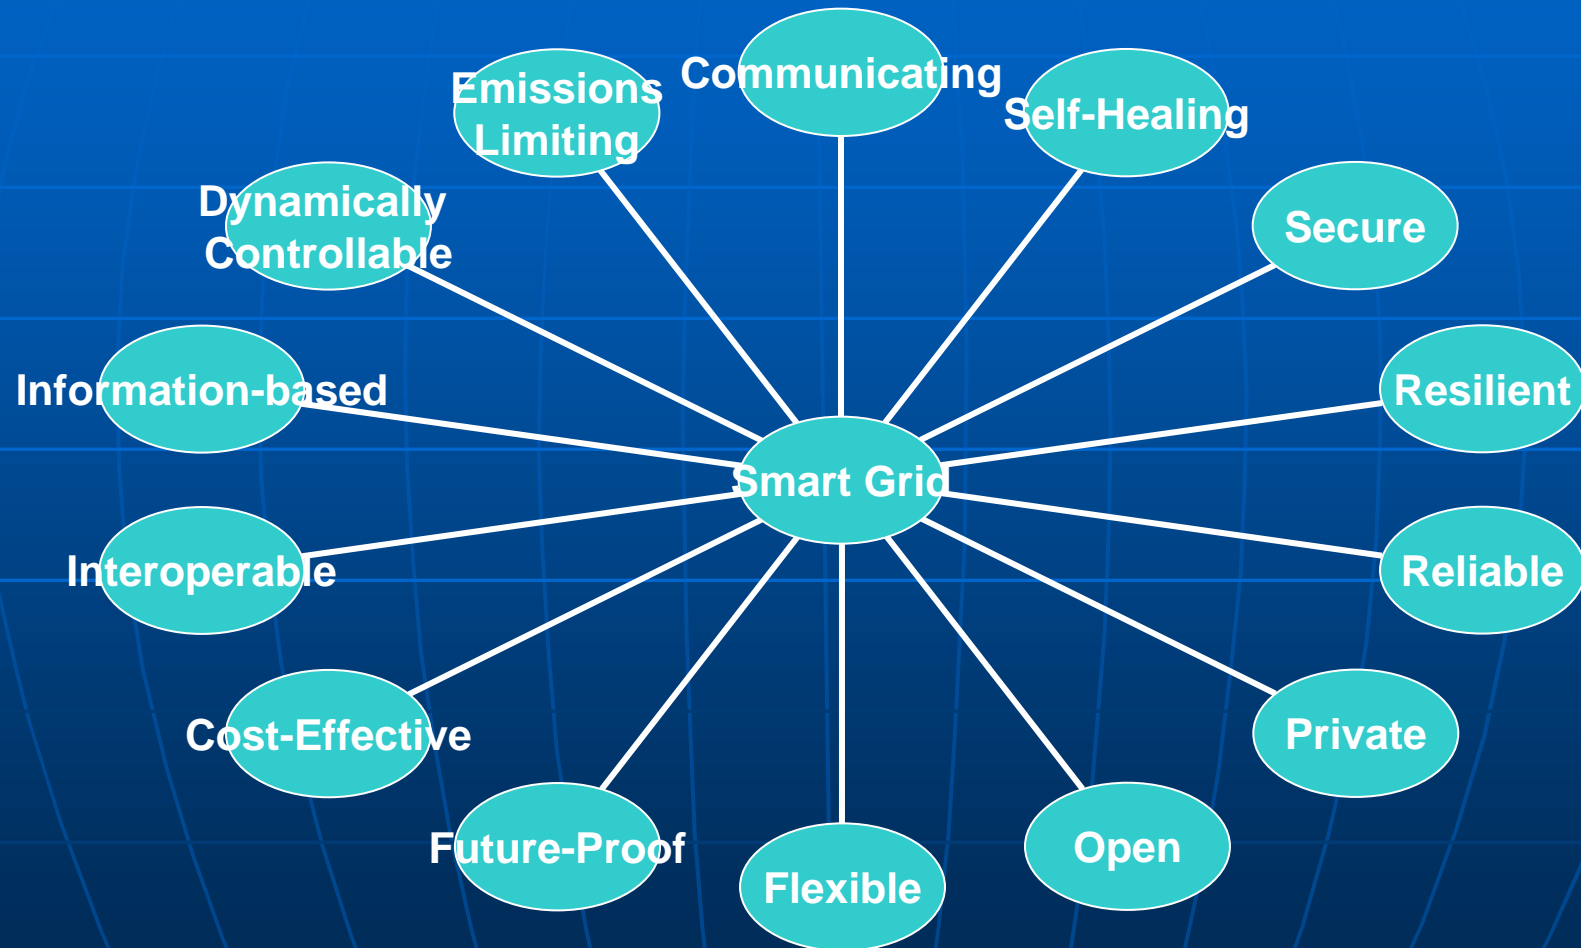 Communicating
Self-Healing
Secure
Resilient
Reliable
Private
Open
Flexible
Future-Proof
Cost-Effective
Interoperable
Information-based
Dynamically
Controllable
Emissions
Limiting
Smart Grid